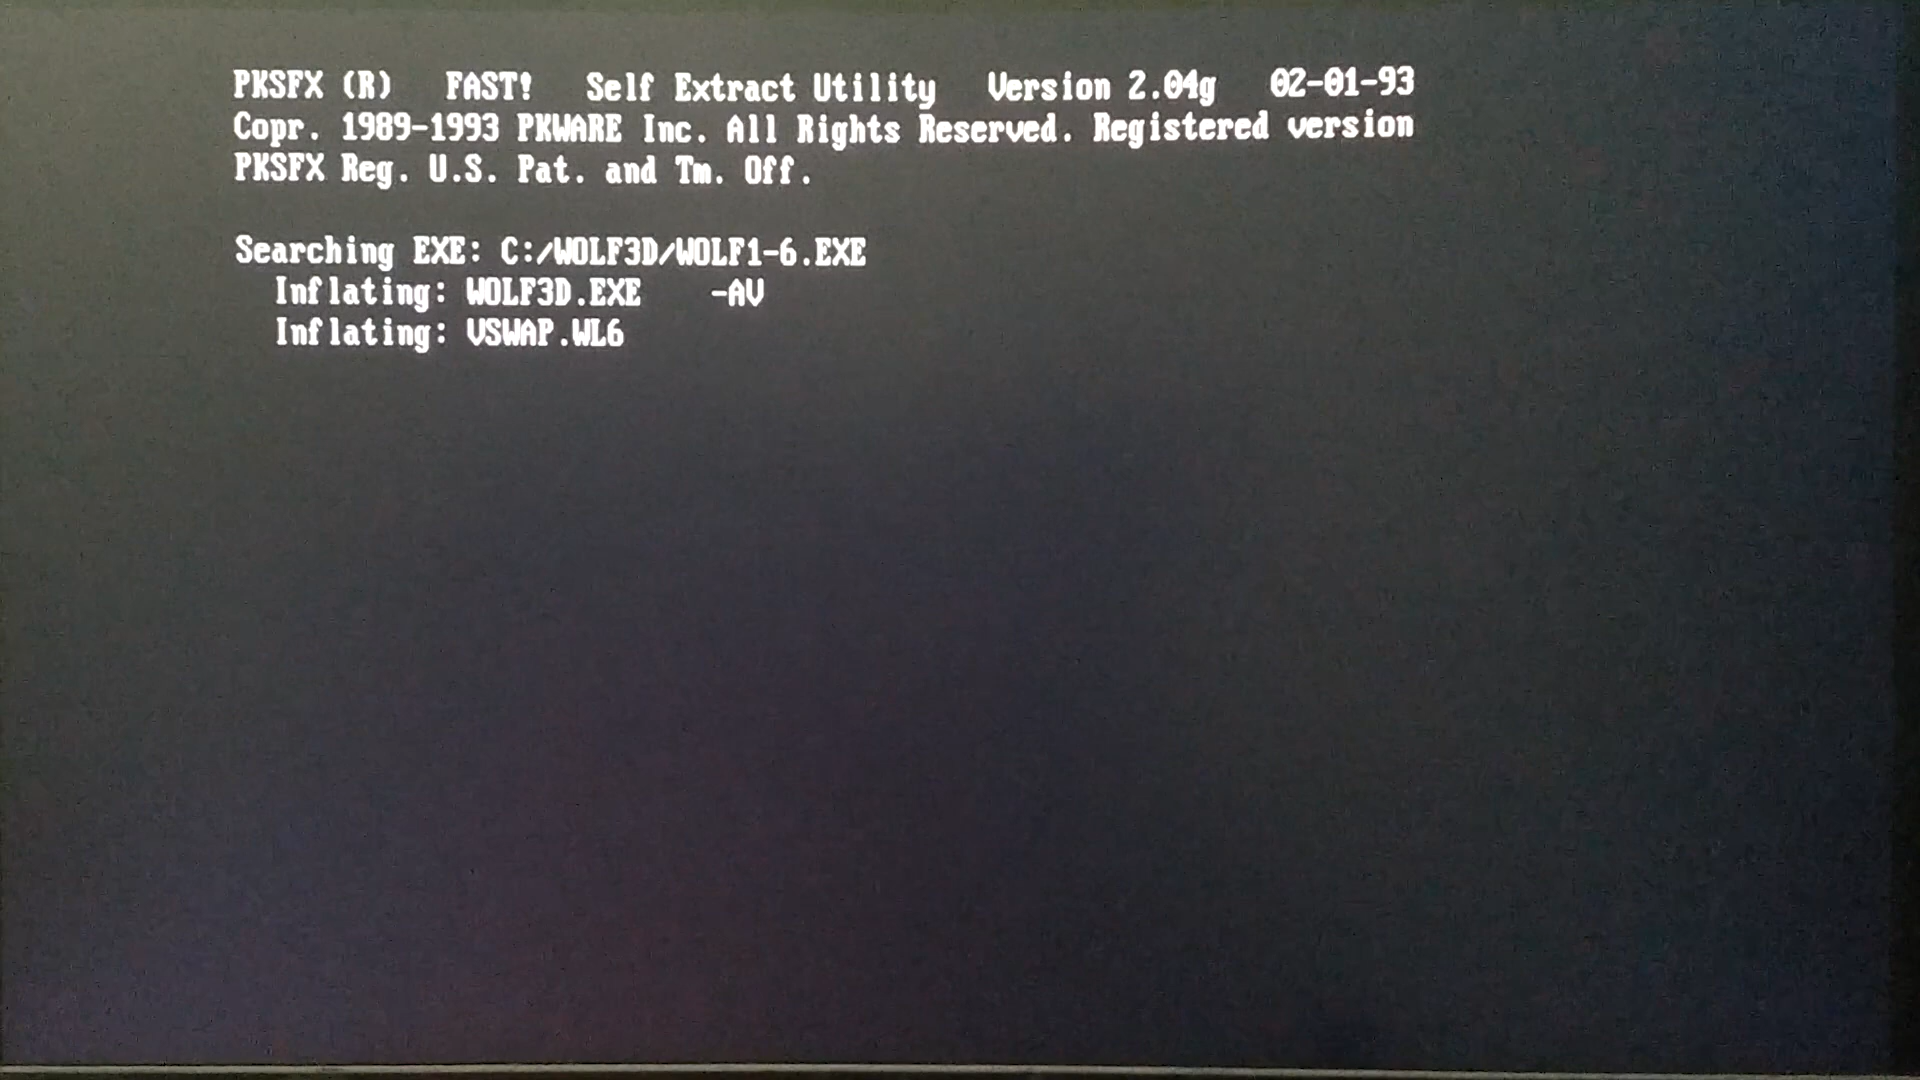 PKSFX (R) FAST! Self Extract Utility Version 2.04g 02-01-93
Copr. 1989-1993 PKWARE Inc. All Rights Reserved. Registered version
PKSFX Reg. U.S. Pat. and Tm. Off.
Searching EXE: C:/WOLF3D/WOLF1-6.EXE
Inflating: WOLF3D.EXE -AV
Inflating: VSWAP.WL6